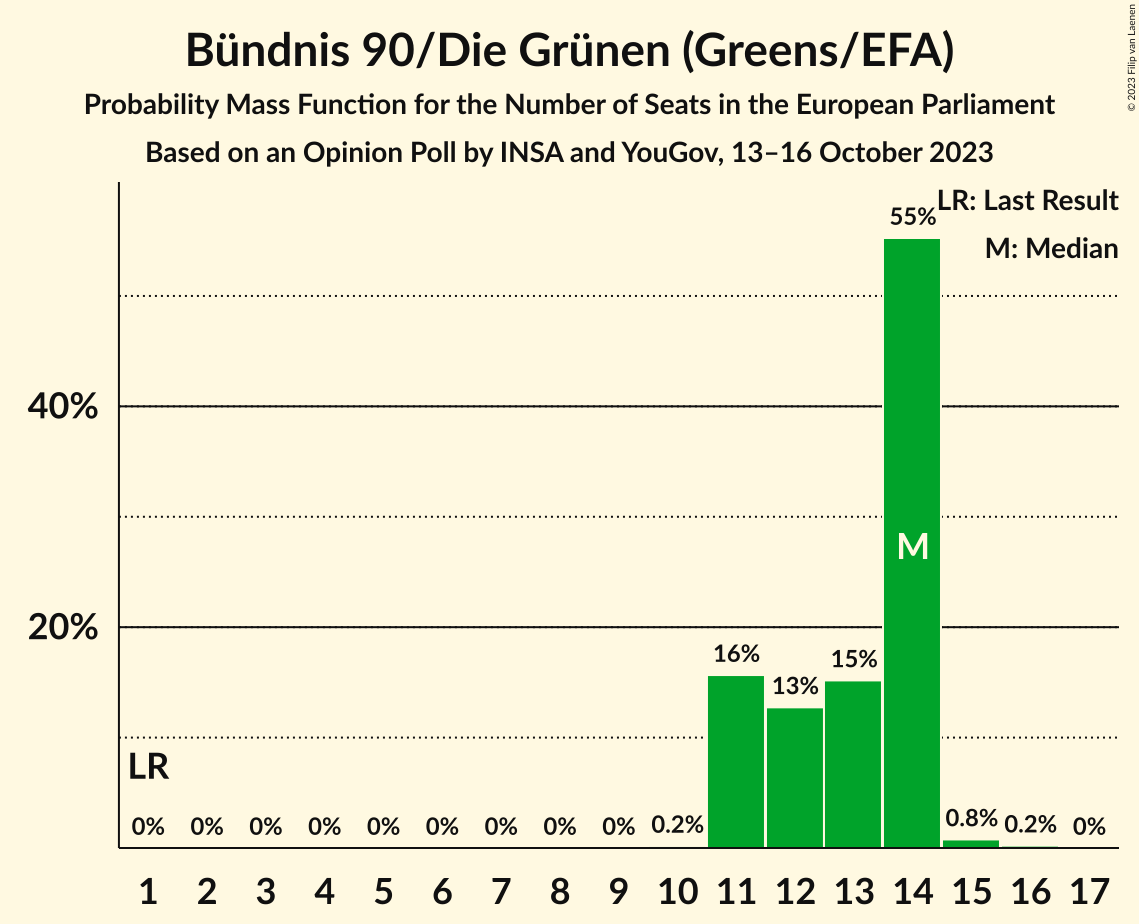 Bündnis 90/Die Grünen (Greens/EFA)
Probability Mass Function for the Number of Seats in the European Parliament
Based on an Opinion Poll by INSA and YouGov, 13–16 October 2023
© 2023 Filip van Laenen
LR: Last Result
M: Median
55%
40%
M
20%
16%
13%
15%
LR
0%
0%
0%
0%
0%
0%
0%
0%
0%
0.2%
0.8%
0.2%
0%
1 2 3 4 5 6 7 8 9 10 11 12 13 14 15 16 17